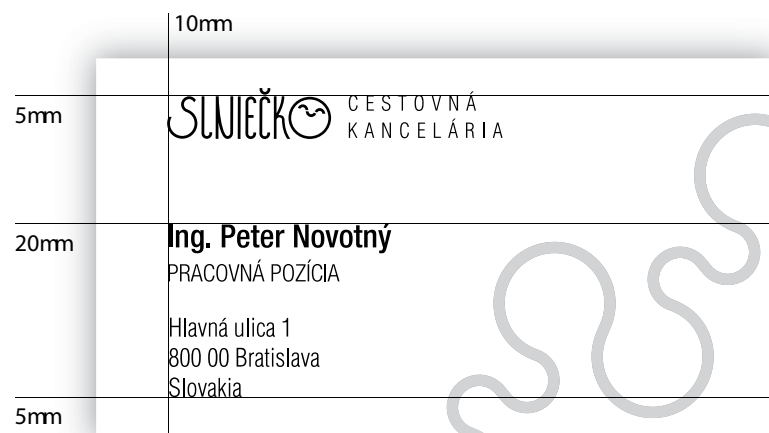 10mm
5mm
SLNIEČKO
CESTOVNÁ
KANCELÁRIA
20mm
Ing. Peter Novotný
PRACOVNÁ POZÍCIA
Hlavná ulica 1
800 00 Bratislava
Slovakia
5mm